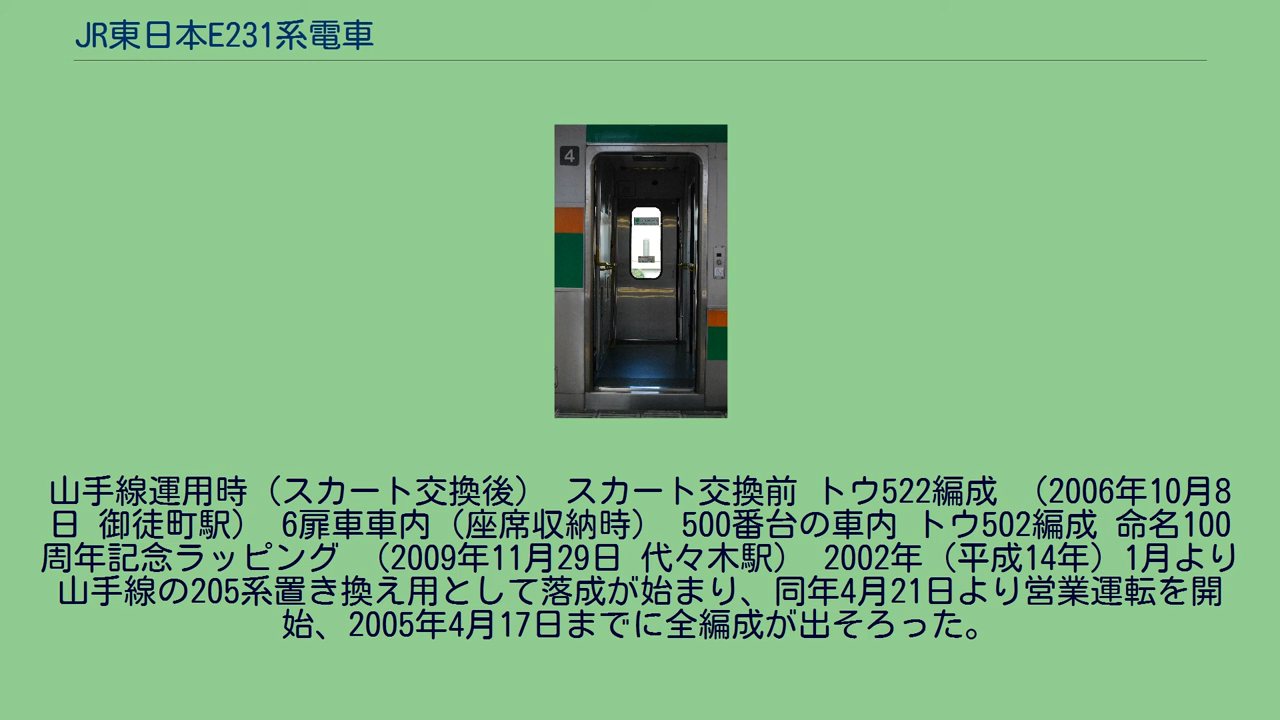 JR東日本E231系電車
4
山手線運用時（スカート交換後） スカート交換前 トウ522編成 （2006年10月8
日 御徒町駅） 6扉車車内（座席収納時） 500番台の車内 トウ502編成 命名100
周年記念ラッピング （2009年11月29日 代々木駅） 2002年（平成14年）1月より
山手線の205系置き換え用として落成が始まり、同年4月21日より営業運転を開
始、2005年4月17日までに全編成が出そろった。